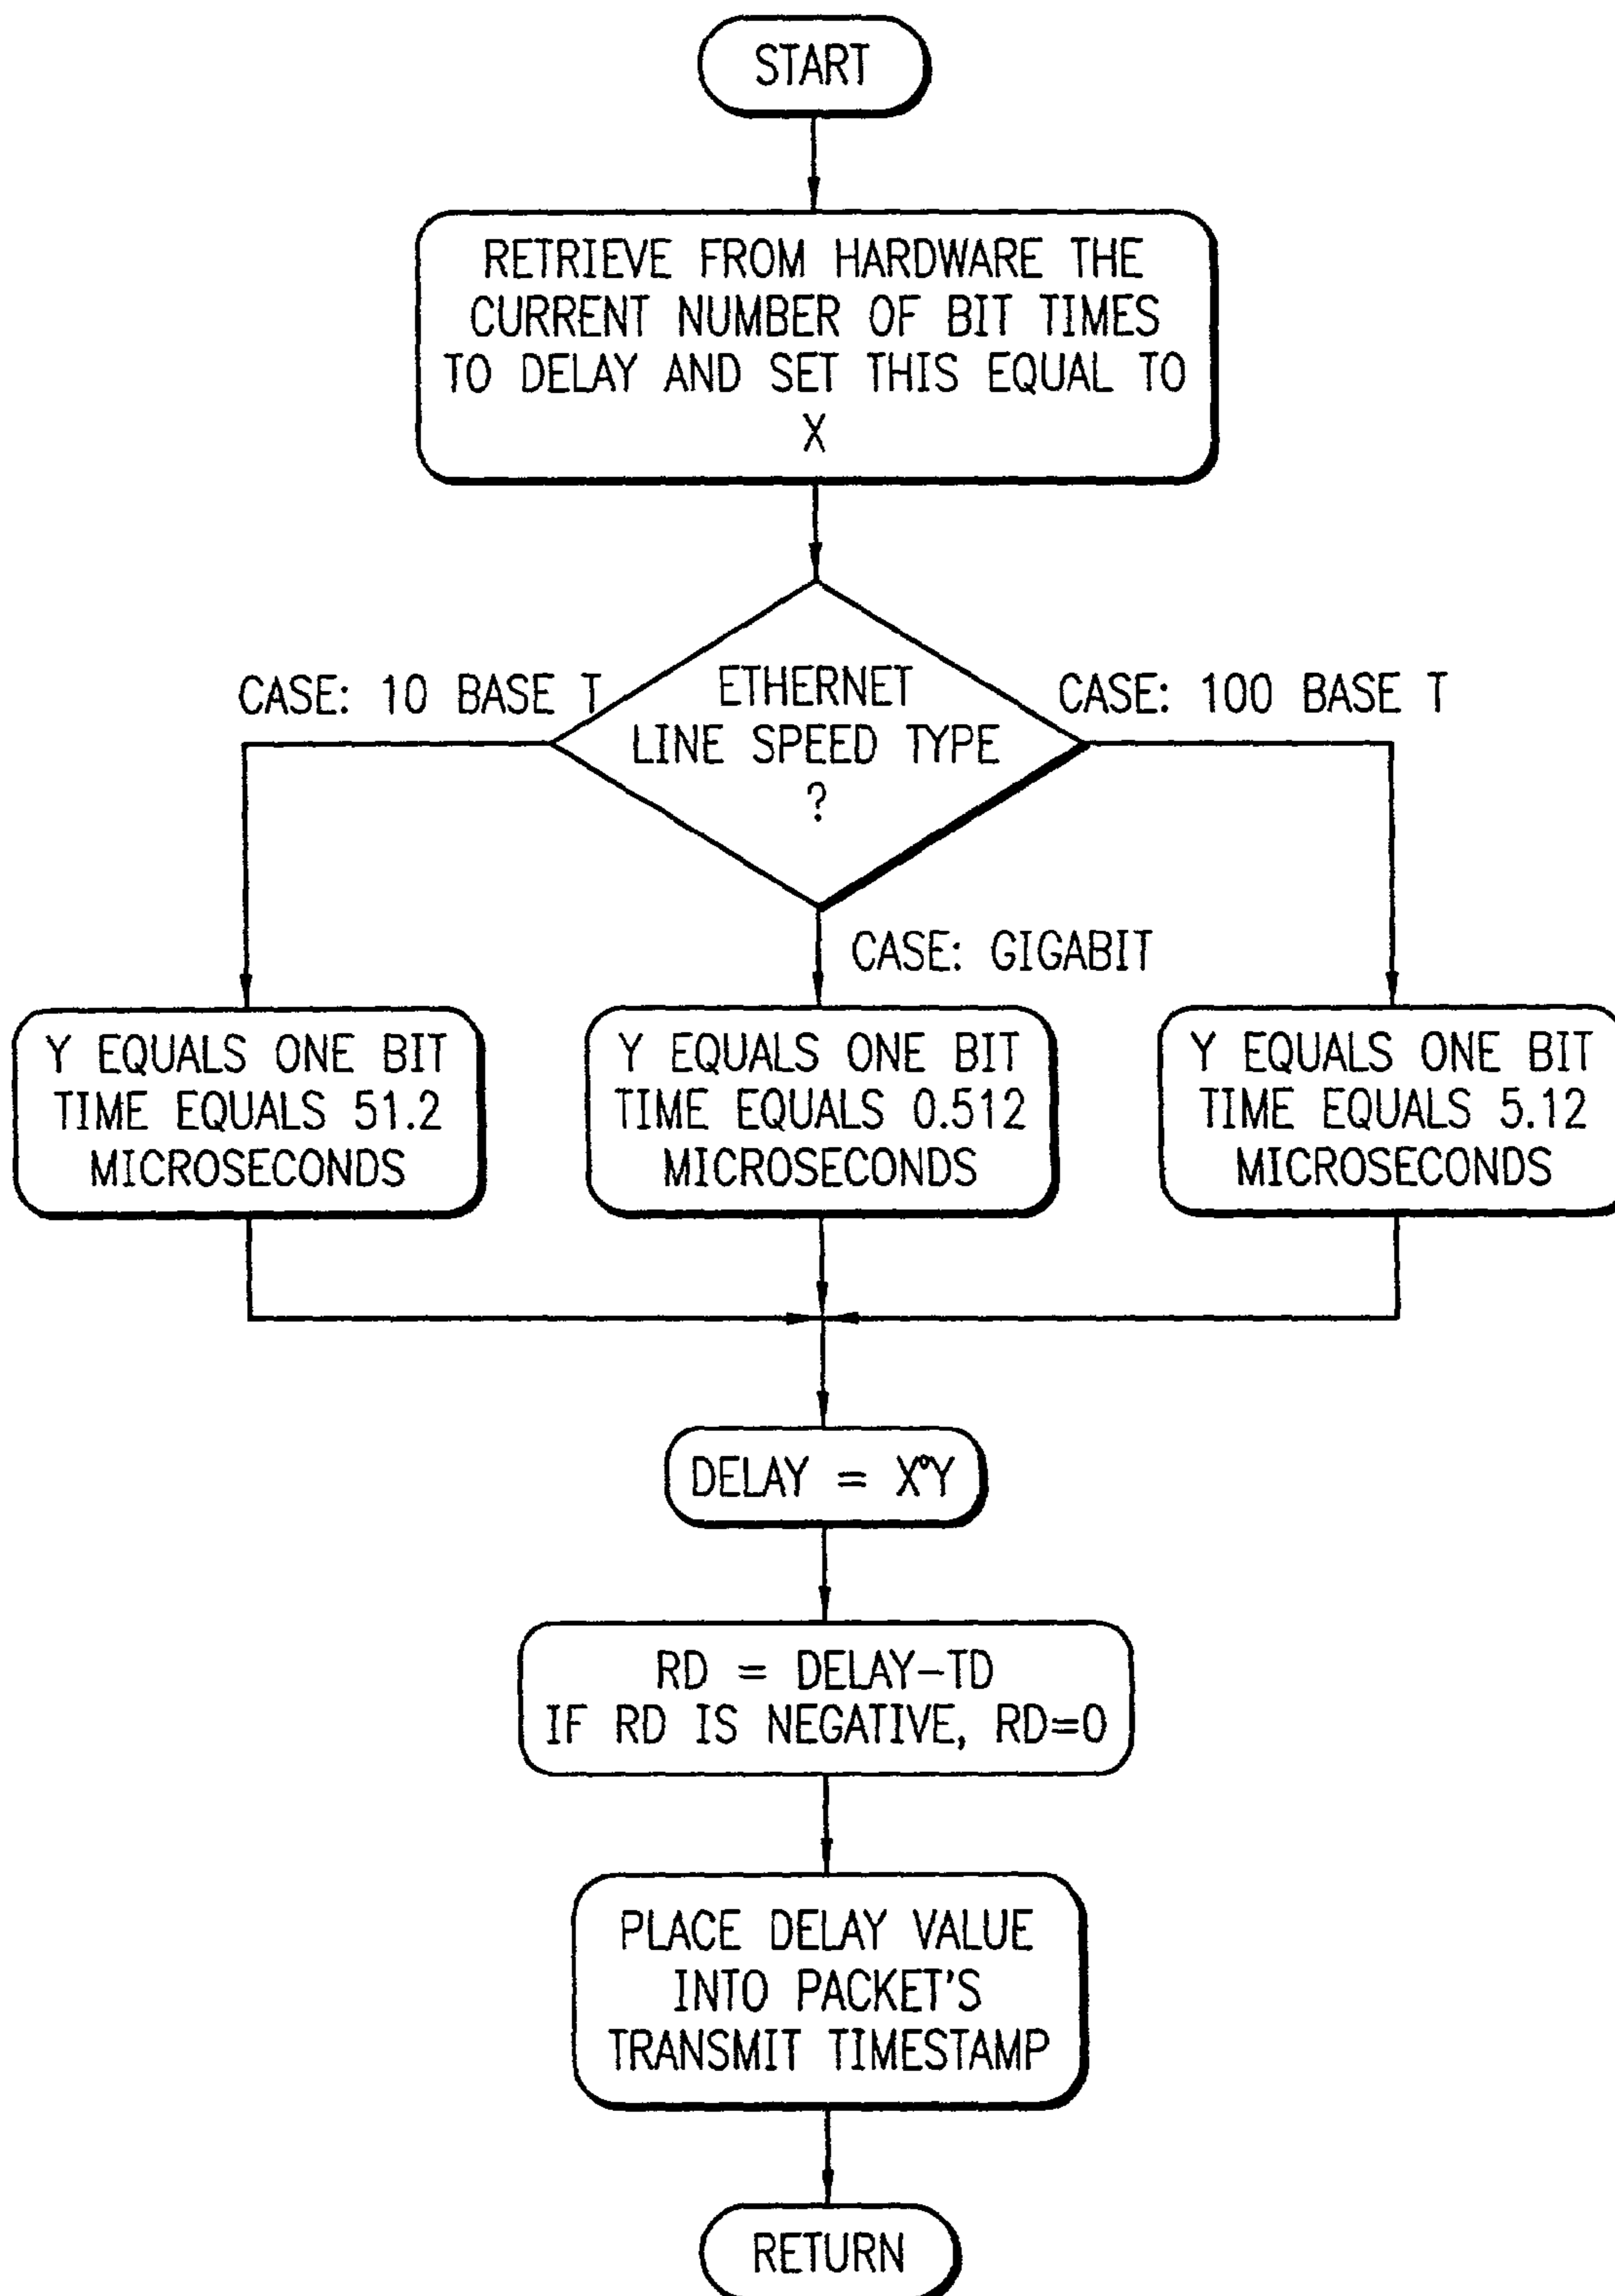 START
RETRIEVE FROM HARDWARE THE
CURRENT NUMBER OF BIT TIMES
TO DELAY AND SET THIS EQUAL TO
X
CASE: 10 BASE T
ETHERNET
LINE SPEED TYPE
?
CASE: 100 BASE T
CASE: GIGABIT
Y EQUALS ONE BIT
TIME EQUALS 51.2
MICROSECONDS
Y EQUALS ONE BIT
TIME EQUALS 0.512
MICROSECONDS
Y EQUALS ONE BIT
TIME EQUALS 5.12
MICROSECONDS
DELAY = X°Y
RD = DELAY-TD
IF RD IS NEGATIVE, RD=0
PLACE DELAY VALUE
INTO PACKET'S
TRANSMIT TIMESTAMP
RETURN